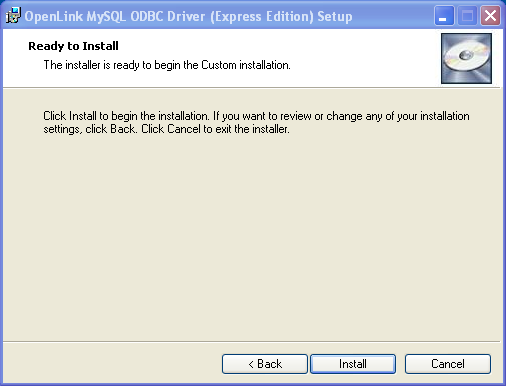 OpenLink MySQL ODBC Driver (Express Edition) Setup
Ready to Install
The installer is ready to begin the Custom installation.
Click Install to begin the installation. If you want to review or change any of your installation
settings, click Back. Click Cancel to exit the installer.
< Back
Install
Cancel